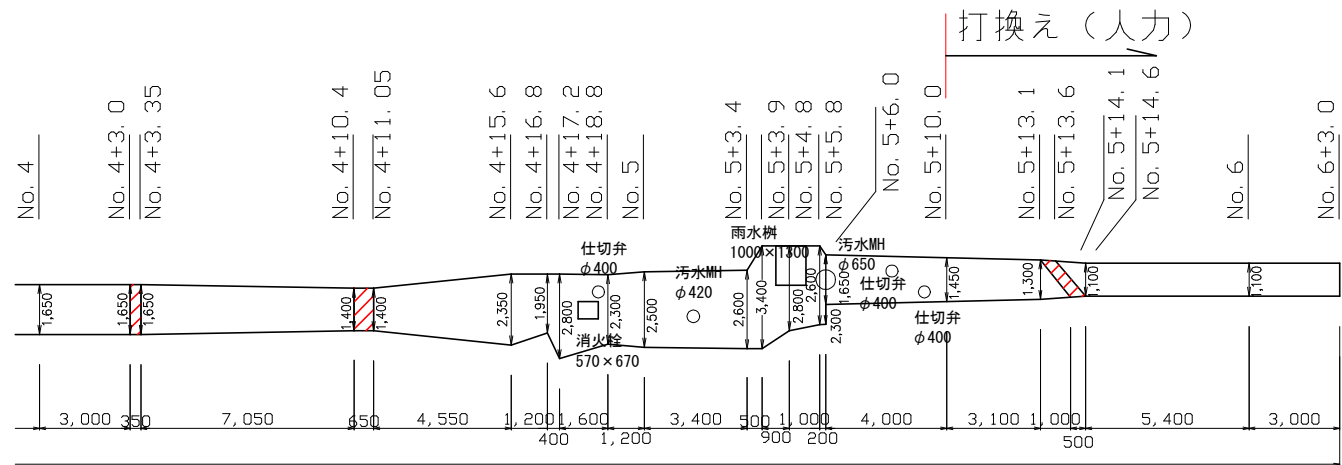 打換え（人力）
No. 4
No. 4+3. 0
No. 4+3. 35
No. 4+10. 4
No. 4+11. 05
No. 4+15. 6
No. 4+16. 8
No. 4+17. 2
No. 4+18. 8
No. 5
No. 5+3. 4
No. 5+3. 9
No. 5+4. 8
No. 5+5. 8
No. 5+6. 0
No. 5+10. 0
No. 5+13. 1
No. 5+13. 6
No. 5+14. 1
No. 5+14. 6
No. 6
No. 6+3. 0
仕切弁
φ400
汚水MH
φ420
雨水桝
1000×1300
汚水MH
φ650
仕切弁
φ400
仕切弁
φ400
消火栓
570×670
1,650
1,650
1,650
1,400
1,400
2,350
1,950
2,800
2,300
2,500
2,600
3,400
2,800
2,600
2,300
1,650
1,450
1,300
1,100
1,100
3, 000
350
7, 050
650
4, 550
1, 200
400
1, 600
1, 200
3, 400
500
900
1, 000
200
4, 000
3, 100
1, 000
500
5, 400
3, 000